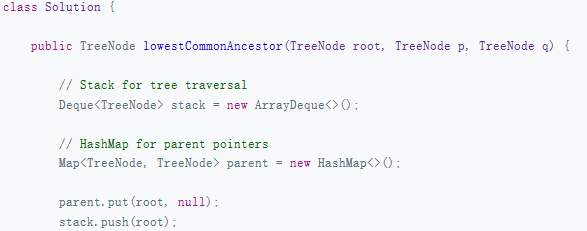 class Solution {
public TreeNode lowestCommonAncestor(TreeNode root, TreeNode p, TreeNode q) {
// Stack for tree traversal
Deque<TreeNode> stack = new ArrayDeque<>();
// HashMap for parent pointers
Map<TreeNode, TreeNode> parent = new HashMap<>();
parent.put(root, null);
stack.push(root);